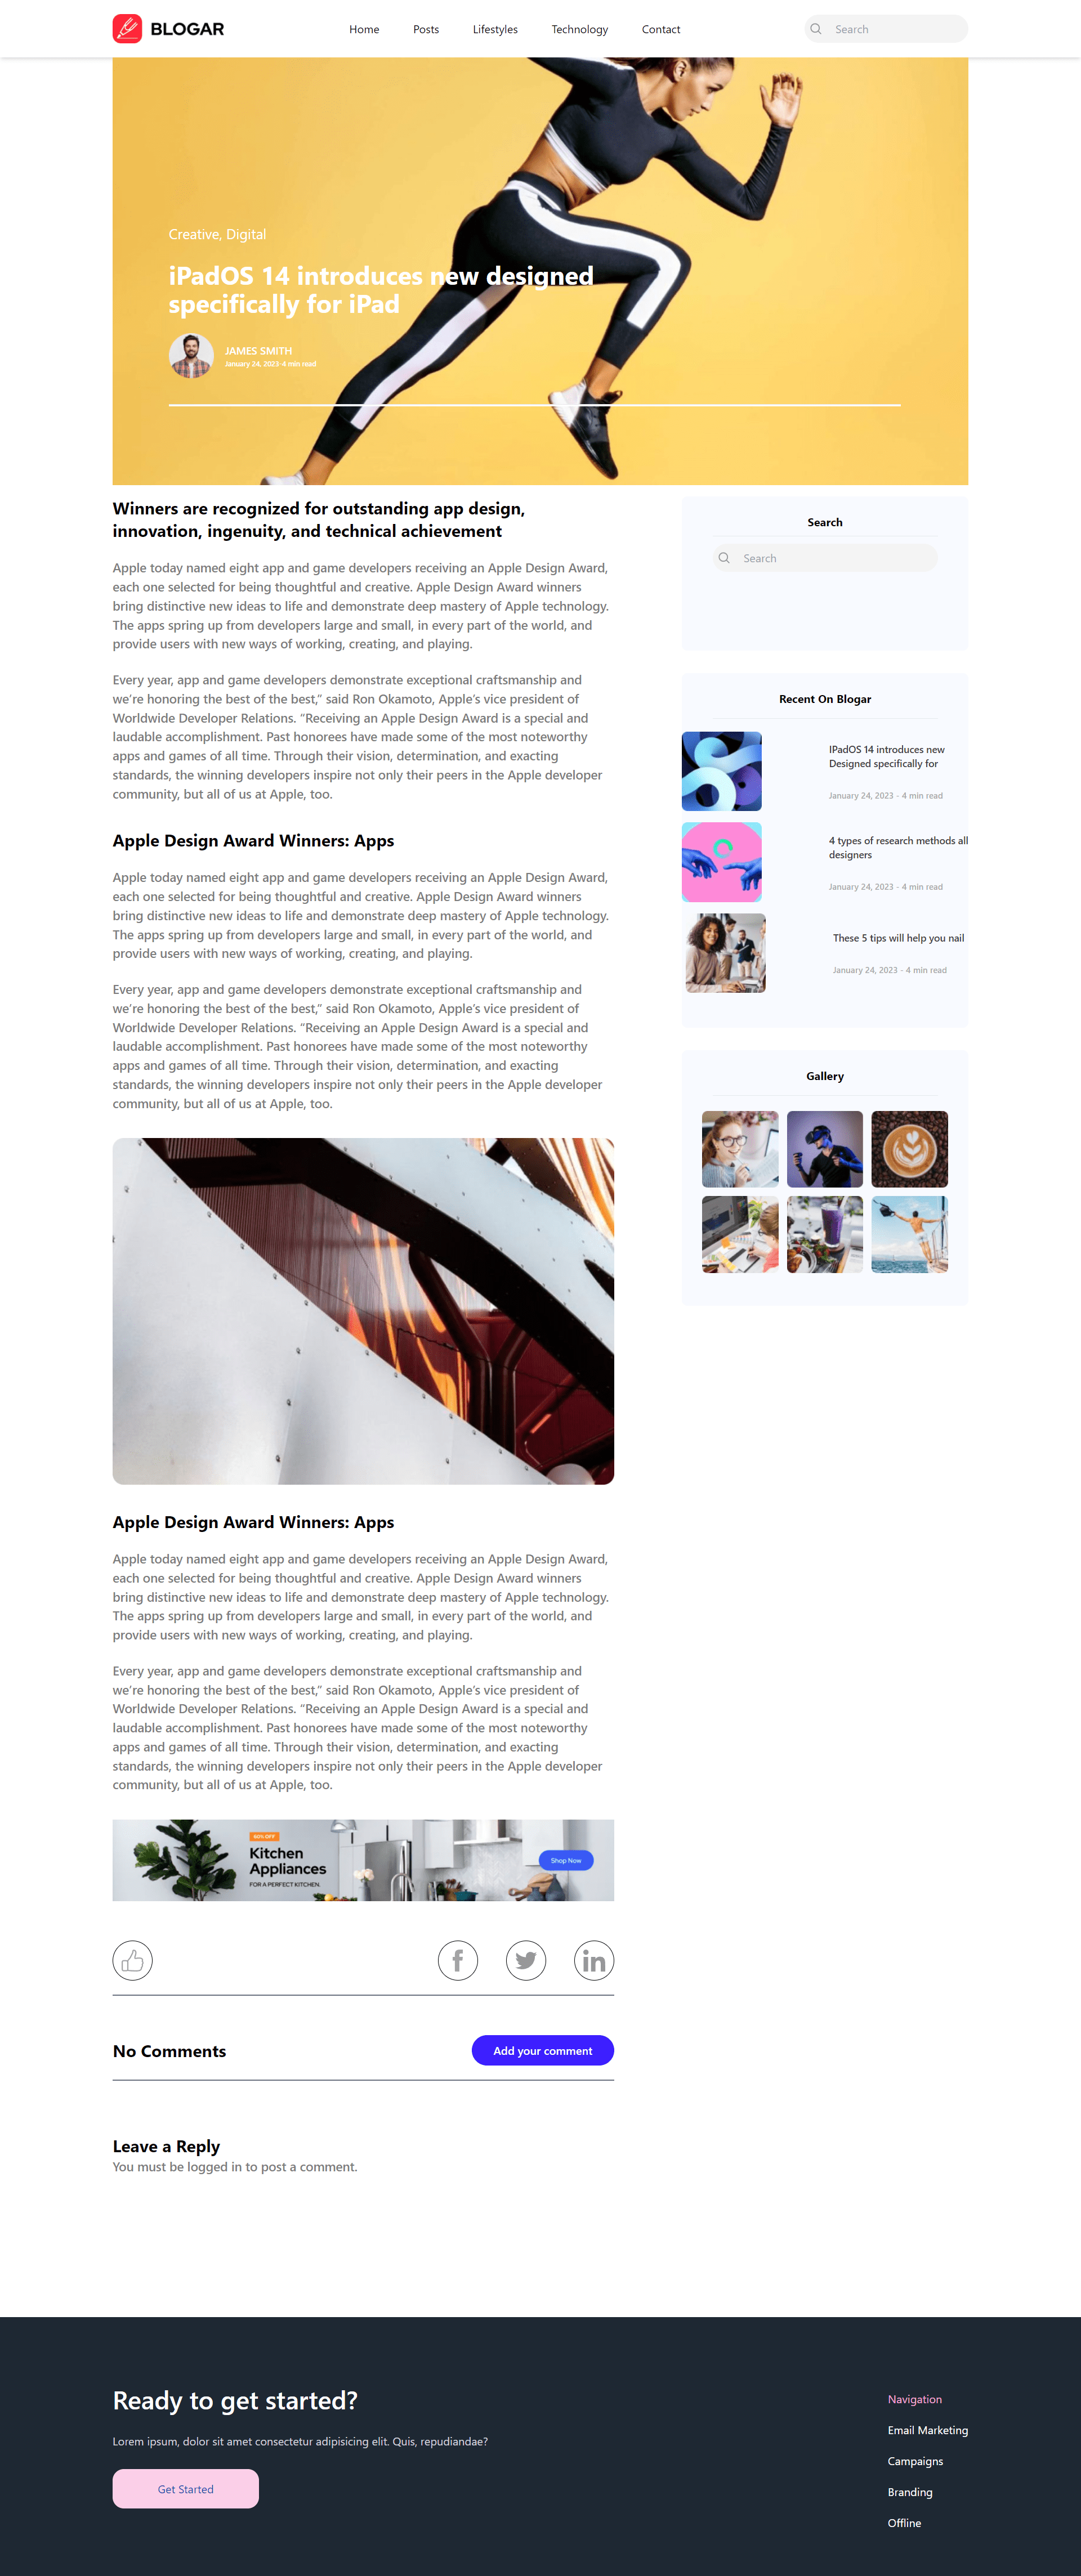 BLOGAR
Home
Posts
Lifestyles
Technology
Contact
Search
Creative, Digital
iPadOS 14 introduces new designed
specifically for iPad
JAMES SMITH
January 24, 2023-4 min read
Winners are recognized for outstanding app design,
innovation, ingenuity, and technical achievement
Apple today named eight app and game developers receiving an Apple Design Award,
each one selected for being thoughtful and creative. Apple Design Award winners
bring distinctive new ideas to life and demonstrate deep mastery of Apple technology.
The apps spring up from developers large and small, in every part of the world, and
provide users with new ways of working, creating, and playing.
Every year, app and game developers demonstrate exceptional craftsmanship and
we’re honoring the best of the best,” said Ron Okamoto, Apple’s vice president of
Worldwide Developer Relations. “Receiving an Apple Design Award is a special and
laudable accomplishment. Past honorees have made some of the most noteworthy
apps and games of all time. Through their vision, determination, and exacting
standards, the winning developers inspire not only their peers in the Apple developer
community, but all of us at Apple, too.
Apple Design Award Winners: Apps
Apple today named eight app and game developers receiving an Apple Design Award,
each one selected for being thoughtful and creative. Apple Design Award winners
bring distinctive new ideas to life and demonstrate deep mastery of Apple technology.
The apps spring up from developers large and small, in every part of the world, and
provide users with new ways of working, creating, and playing.
Every year, app and game developers demonstrate exceptional craftsmanship and
we’re honoring the best of the best,” said Ron Okamoto, Apple’s vice president of
Worldwide Developer Relations. “Receiving an Apple Design Award is a special and
laudable accomplishment. Past honorees have made some of the most noteworthy
apps and games of all time. Through their vision, determination, and exacting
standards, the winning developers inspire not only their peers in the Apple developer
community, but all of us at Apple, too.
Apple Design Award Winners: Apps
Apple today named eight app and game developers receiving an Apple Design Award,
each one selected for being thoughtful and creative. Apple Design Award winners
bring distinctive new ideas to life and demonstrate deep mastery of Apple technology.
The apps spring up from developers large and small, in every part of the world, and
provide users with new ways of working, creating, and playing.
Every year, app and game developers demonstrate exceptional craftsmanship and
we’re honoring the best of the best,” said Ron Okamoto, Apple’s vice president of
Worldwide Developer Relations. “Receiving an Apple Design Award is a special and
laudable accomplishment. Past honorees have made some of the most noteworthy
apps and games of all time. Through their vision, determination, and exacting
standards, the winning developers inspire not only their peers in the Apple developer
community, but all of us at Apple, too.
50% OFF
Kitchen
Appliances
FOR A PERFECT KITCHEN
Shop Now
No Comments
Add your comment
Leave a Reply
You must be logged in to post a comment.
Search
Search
Recent On Blogar
IPadOS 14 introduces new
Designed specifically for
January 24, 2023 - 4 min read
4 types of research methods all
designers
January 24, 2023 - 4 min read
These 5 tips will help you nail
January 24, 2023 - 4 min read
Gallery
Ready to get started?
Lorem ipsum, dolor sit amet consectetur adipisicing elit. Quis, repudiandae?
Get Started
Navigation
Email Marketing
Campaigns
Branding
Offline